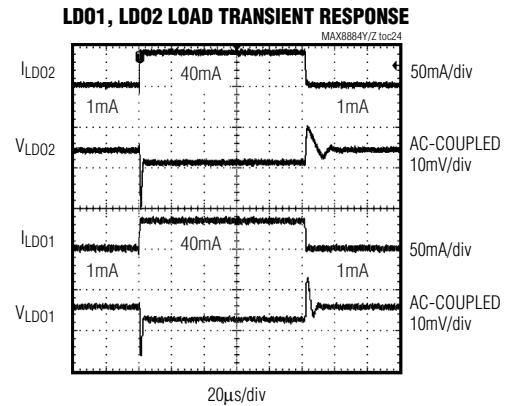 LDO1, LDO2 LOAD TRANSIENT RESPONSE
MAX8884Y/Z toc24
ILDO2
40mA
50mA/div
1mA
1mA
VLDO2
AC-COUPLED
10mV/div
ILDO1
40mA
50mA/div
1mA
1mA
VLDO1
AC-COUPLED
10mV/div
20µs/div